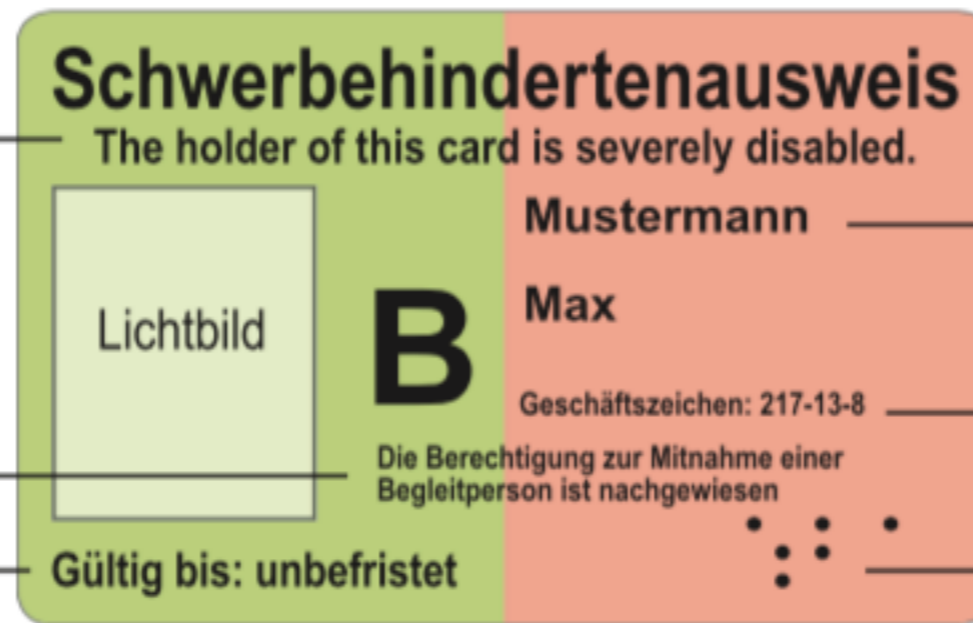 Schwerbehindertenausweis
The holder of this card is severely disabled.
Mustermann
Lichtbild
B
Max
Geschäftszeichen: 217-13-8
Die Berechtigung zur Mitnahme einer
Begleitperson ist nachgewiesen
Gültig bis: unbefristet